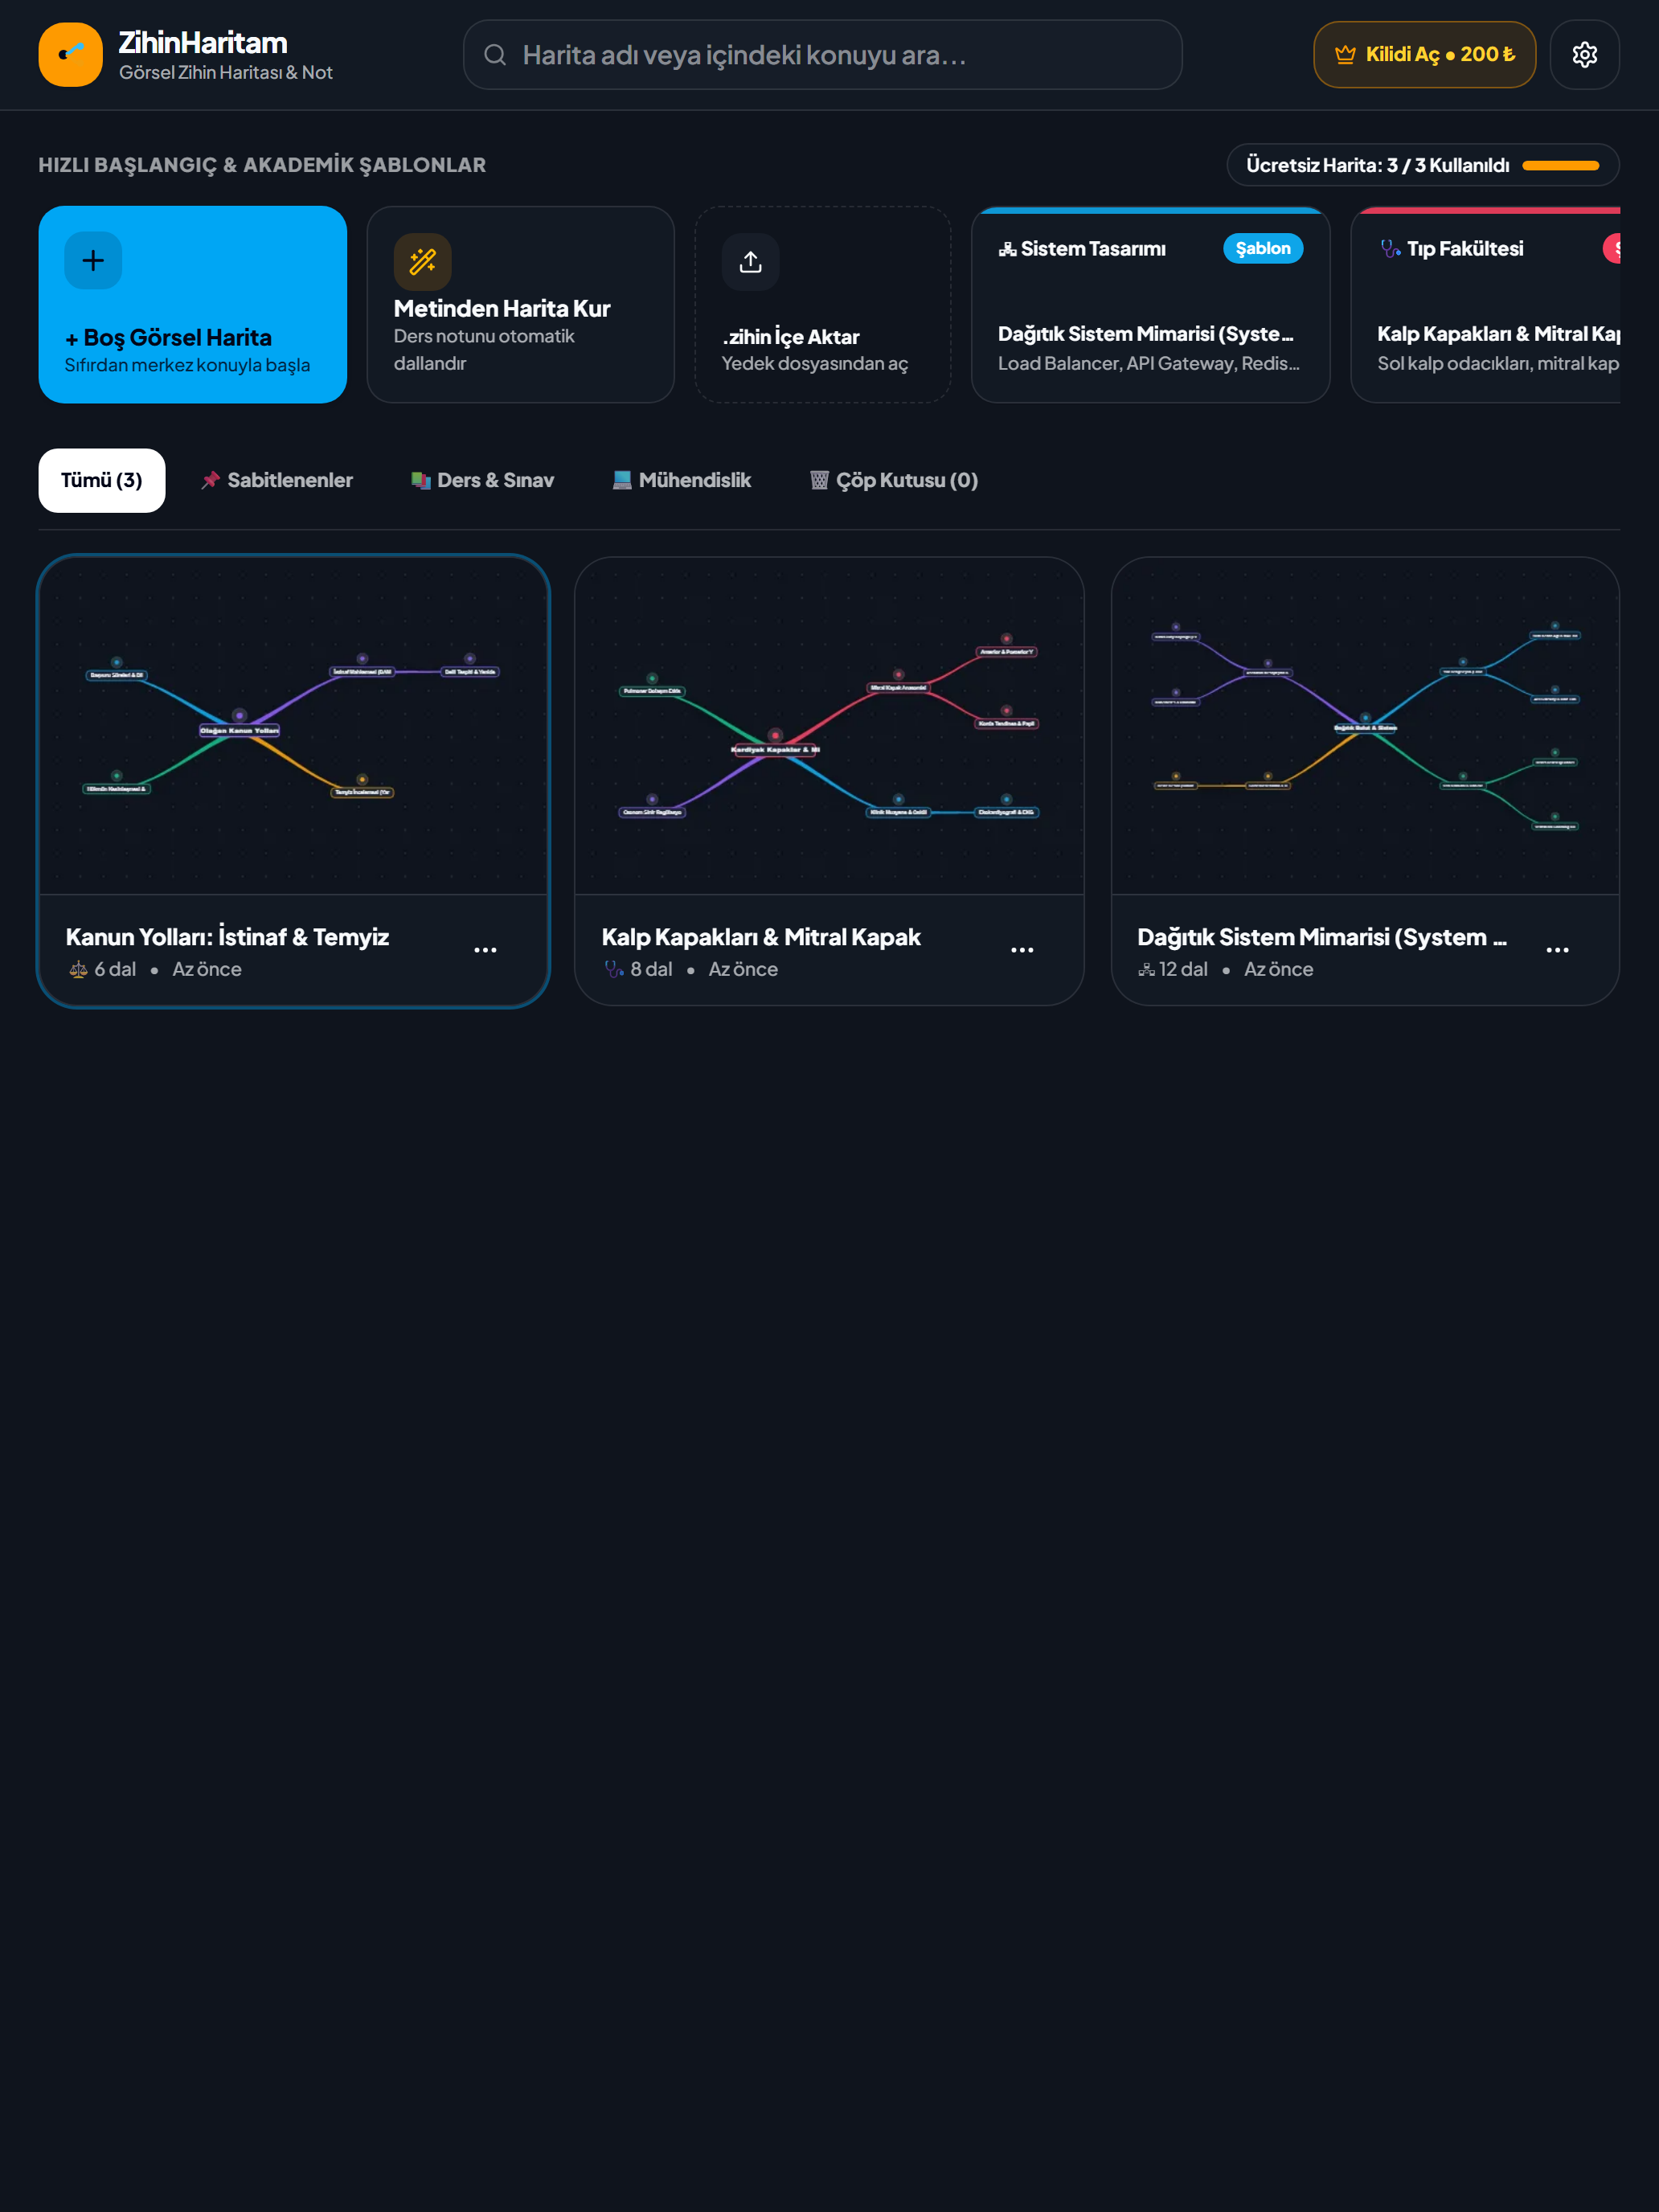 ZihinHaritam
Görsel Zihin Haritası & Not
Harita adı veya içindeki konuyu ara...
Kilidi Aç • 200 ₺
HIZLI BAŞLANGIÇ & AKADEMİK ŞABLONLAR
Ücretsiz Harita: 3 / 3 Kullanıldı
+ Boş Görsel Harita
Sıfırdan merkez konuyla başla
Metinden Harita Kur
Ders notunu otomatik
dallandır
.zihin İçe Aktar
Yedek dosyasından aç
Sistem Tasarımı
Şablon
Dağıtık Sistem Mimarisi (Syste...
Load Balancer, API Gateway, Redis...
Tıp Fakültesi
Kalp Kapakları & Mitral Kap
Sol kalp odacıkları, mitral kap
Tümü (3)
Sabitlenenler
Ders & Sınav
Mühendislik
Çöp Kutusu (0)
Olağan Kanun Yolları
Kardiyak Kapaklar & Mi
Kanun Yolları: İstinaf & Temyiz
6 dal • Az önce
Kalp Kapakları & Mitral Kapak
8 dal • Az önce
Dağıtık Sistem Mimarisi (System ...
12 dal • Az önce